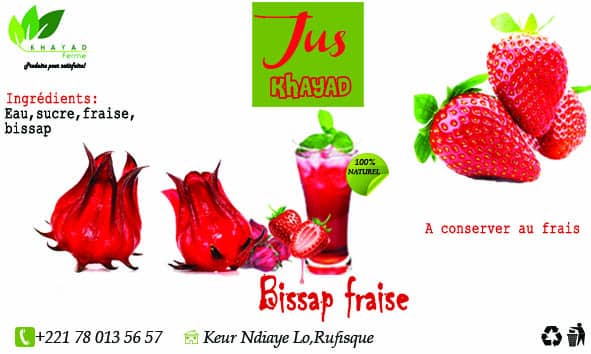 KHAYAD
Ferme
¡Produire pour satisfaire!
Jus
KHAYAD
Ingrédients:
Eau,sucre,fraise,
bissap
100%
NATUREL
A conserver au frais
Bissap fraise
+221 78 013 56 57
Keur Ndiaye Lo,Rufisque